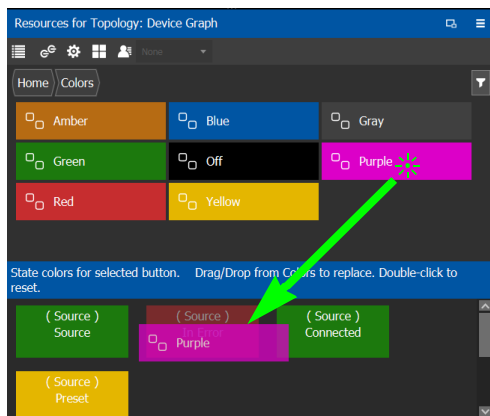 Resources for Topology: Device Graph
None
Home Colors
Amber Blue Gray
Green Off Purple
Red Yellow
State colors for selected button. Drag/Drop from Colors to replace. Double-click to
reset.
( Source ) ( Source ) ( Source )
Source In Error Connected
Purple
( Source )
Preset